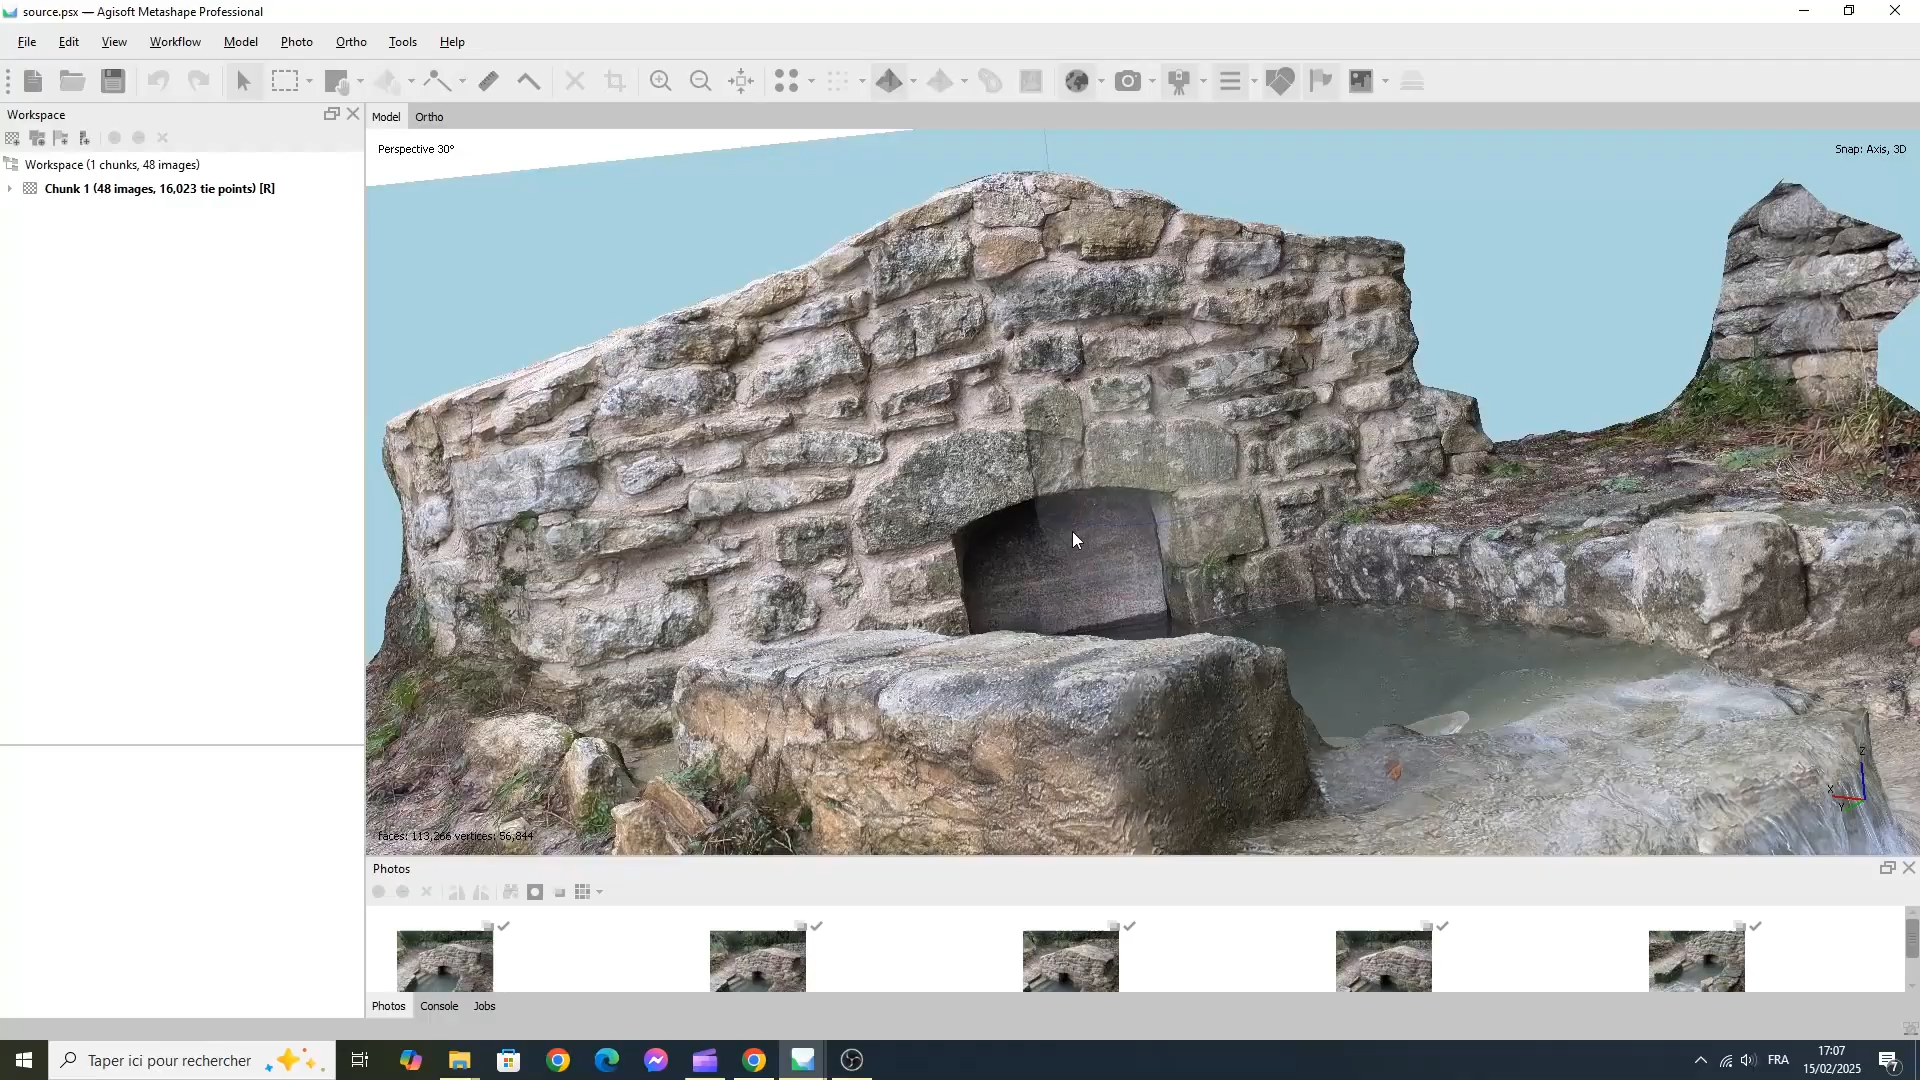 source.psx — Agisoft Metashape Professional
File Edit View Workflow Model Photo Ortho Tools Help
Workspace
Model Ortho
Perspective 30°
Snap: Axis, 3D
Workspace (1 chunks, 48 images)
Chunk 1 (48 images, 16,023 tie points) [R]
Z
X
Y
faces: 113,266 vertices: 56,844
Photos
Photos Console Jobs
Taper ici pour rechercher
FRA
17:07
15/02/2025
7